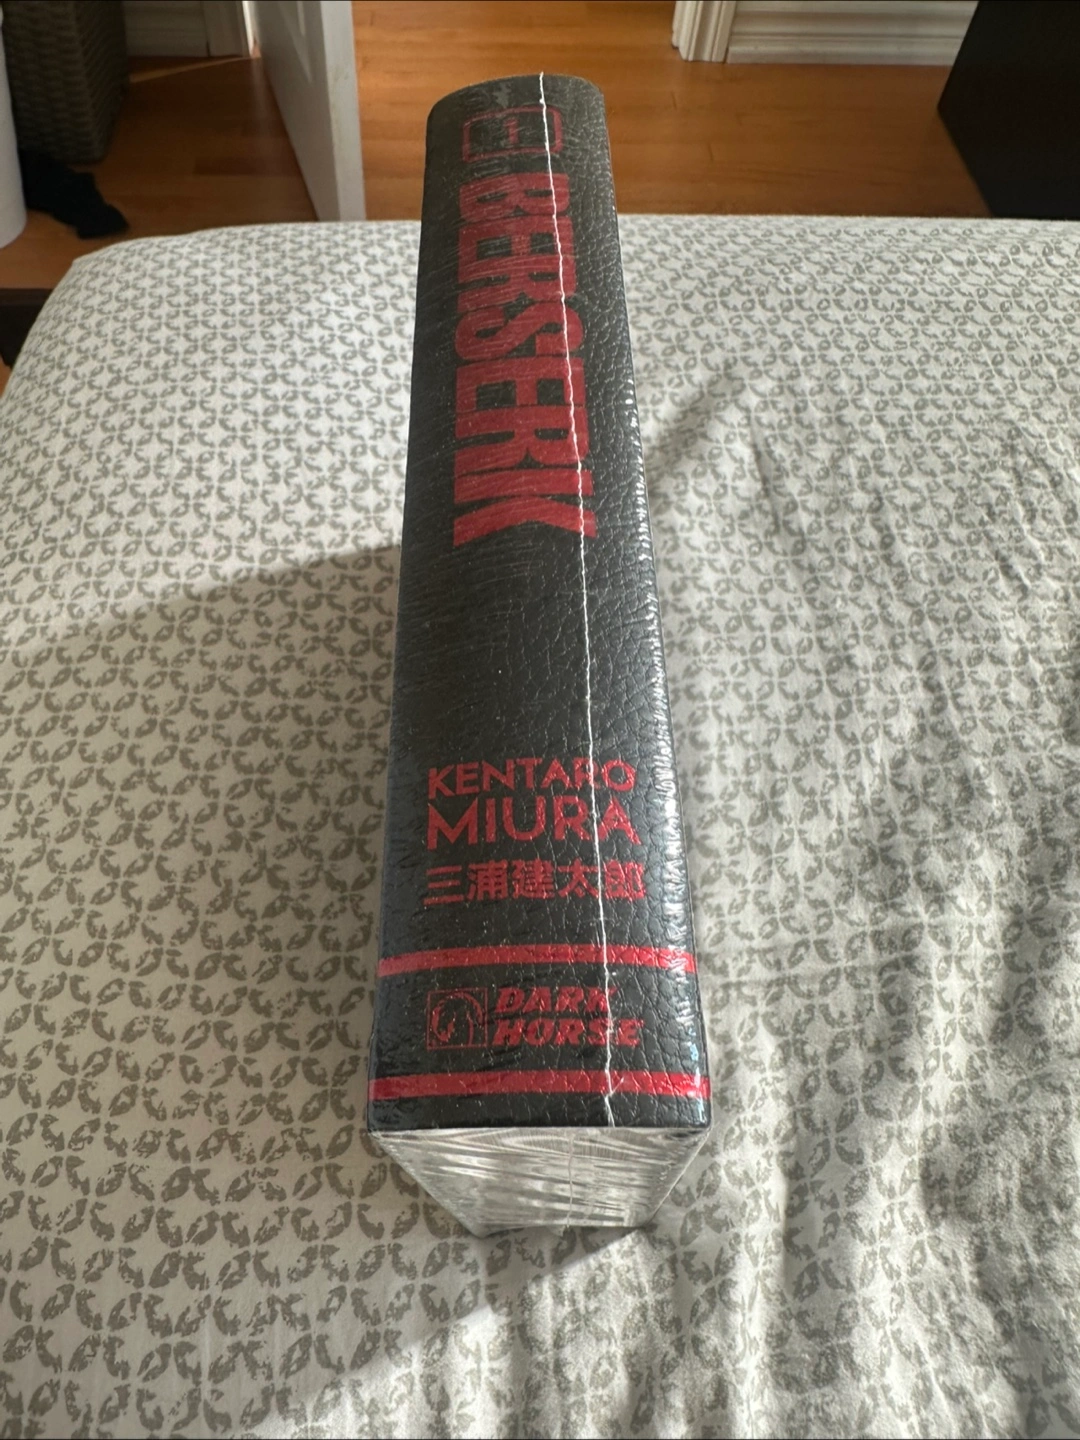 1
BERSERK
KENTARO
MIURA
三浦建太郎
DARK
HORSE